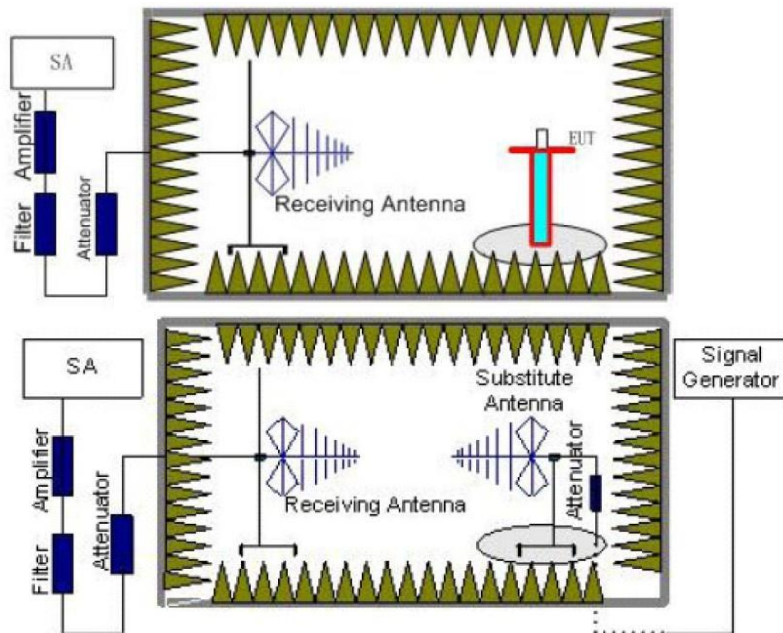 SA
Amplifier
Filter
Attenuator
Receiving Antenna
EUT
SA
Amplifier
Filter
Attenuator
Receiving Antenna
Substitute
Antenna
Attenuator
Signal
Generator